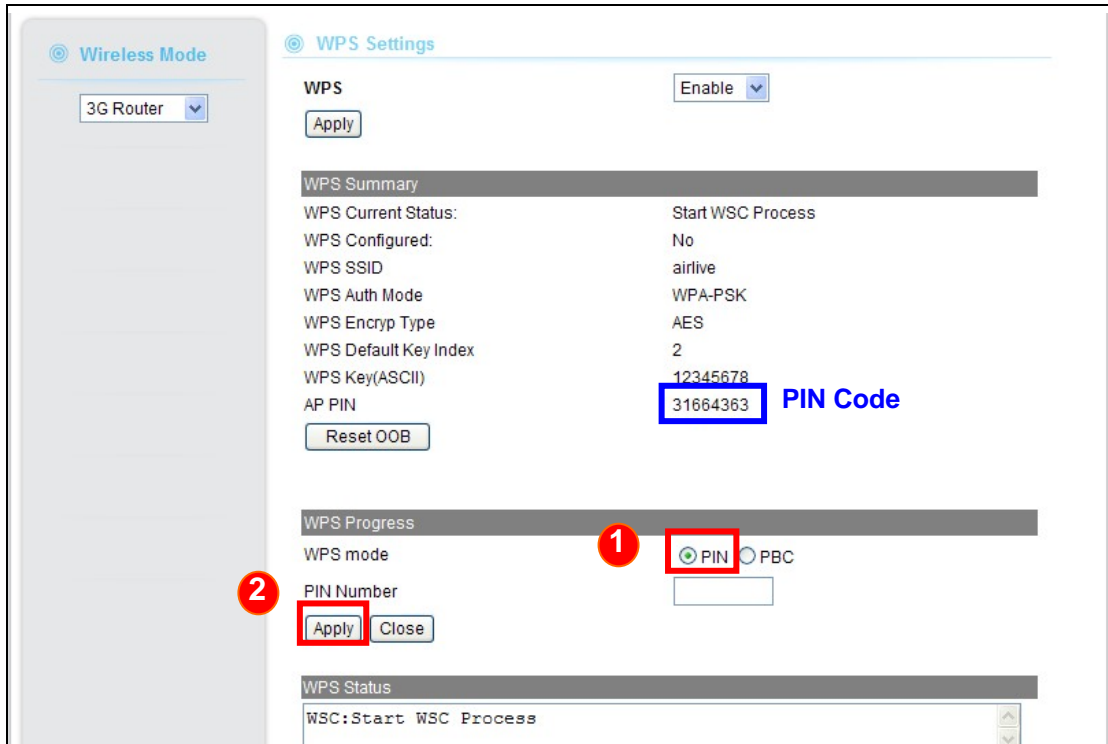 Wireless Mode
3G Router
WPS Settings
WPS Enable
Apply
WPS Summary
WPS Current Status: Start WSC Process
WPS Configured: No
WPS SSID airlive
WPS Auth Mode WPA-PSK
WPS Encryp Type AES
WPS Default Key Index 2
WPS Key(ASCII) 12345678
AP PIN 31664363 PIN Code
Reset OOB
WPS Progress
WPS mode 1 PIN PBC
2 PIN Number
Apply Close
WPS Status
WSC:Start WSC Process